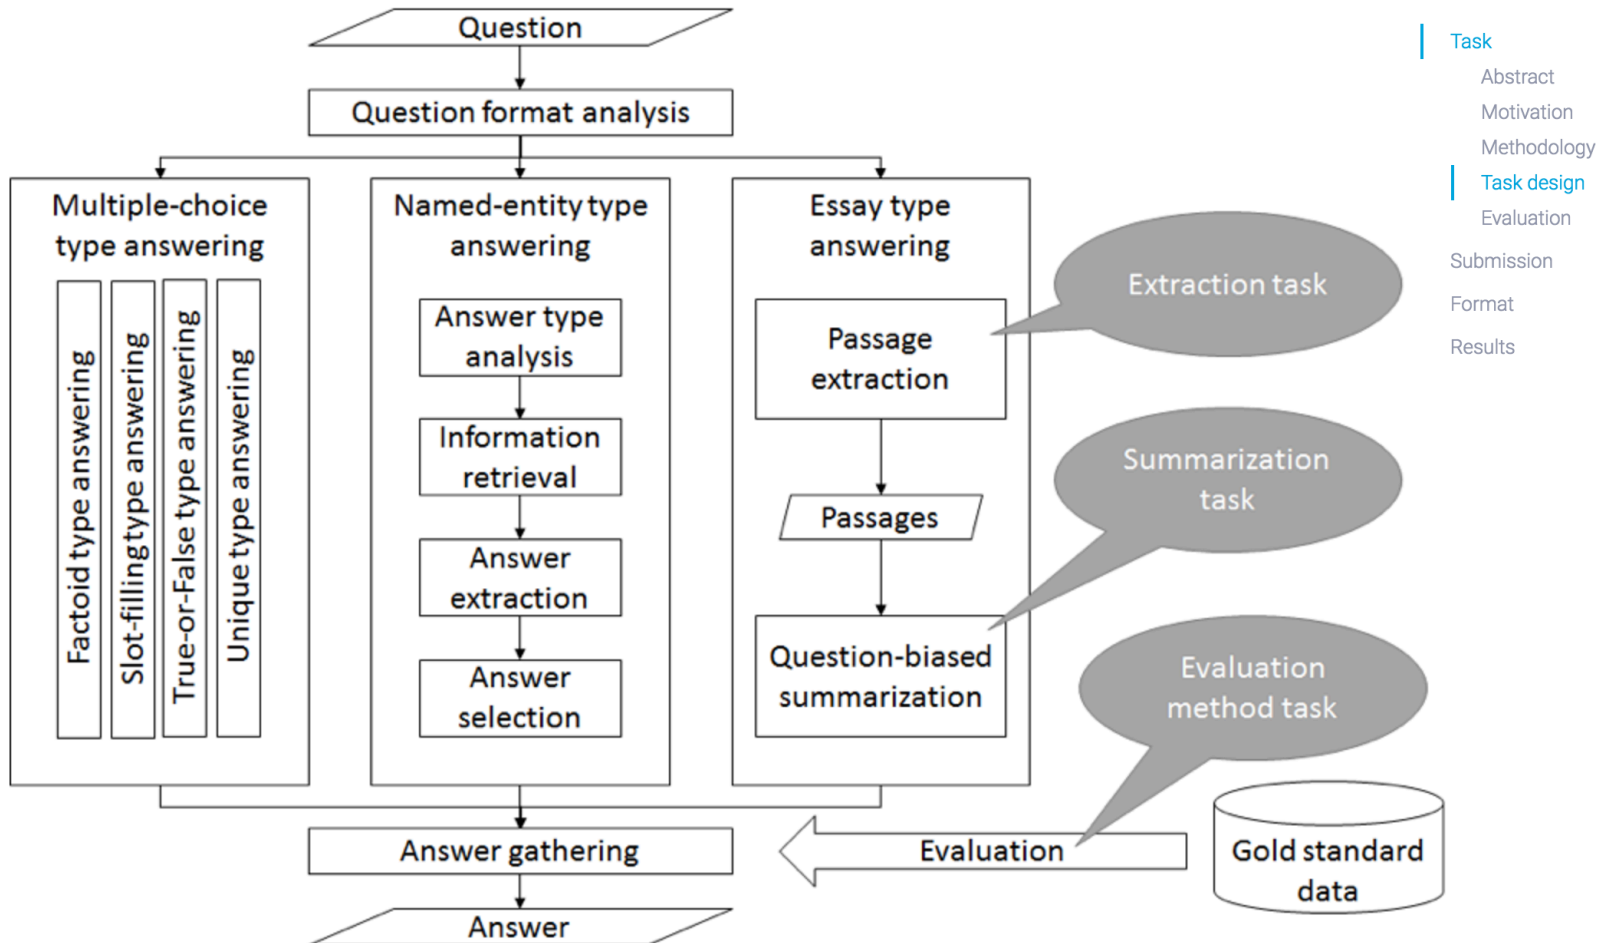 Question
Question format analysis
Multiple-choice
type answering
Factoid type answering
Slot-filling type answering
True-or-False type answering
Unique type answering
Named-entity type
answering
Answer type
analysis
Information
retrieval
Answer
extraction
Answer
selection
Essay type
answering
Passage
extraction
Passages
Question-biased
summarization
Extraction task
Summarization
task
Evaluation
method task
Answer gathering
Evaluation
Gold standard
data
Answer
Task
Abstract
Motivation
Methodology
Task design
Evaluation
Submission
Format
Results